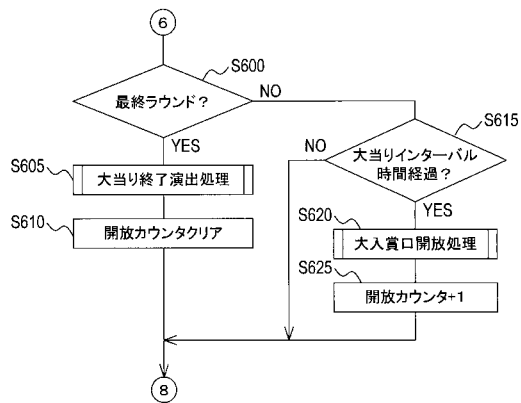 6
S600
最終ラウンド?
NO
YES
S605
大当り終了演出処理
S610
開放カウンタクリア
S615
大当りインターバル
時間経過?
NO
YES
S620
大入賞口開放処理
S625
開放カウンタ+1
8